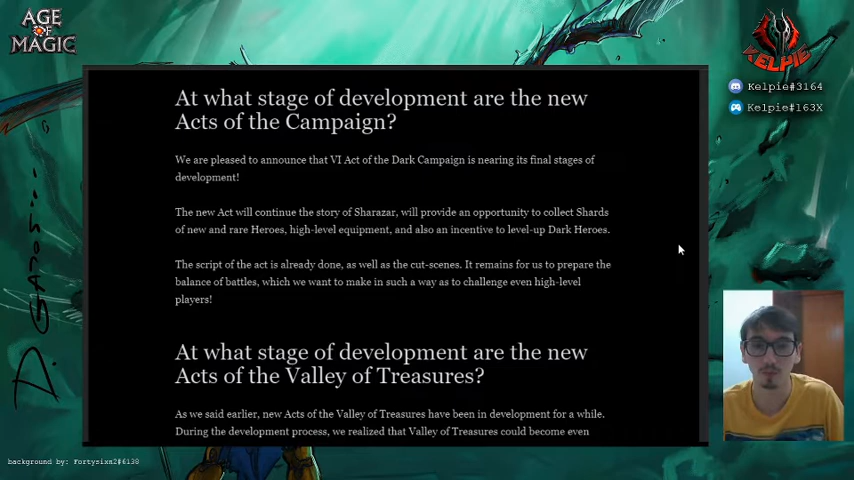 AGE
OF
MAGIC
KELPIE
Kelpie#3164
Kelpie#163X
At what stage of development are the new
Acts of the Campaign?
We are pleased to announce that VI Act of the Dark Campaign is nearing its final stages of
development!
The new Act will continue the story of Sharazar, will provide an opportunity to collect Shards
of new and rare Heroes, high-level equipment, and also an incentive to level-up Dark Heroes.
The script of the act is already done, as well as the cut-scenes. It remains for us to prepare the
balance of battles, which we want to make in such a way as to challenge even high-level
players!
At what stage of development are the new
Acts of the Valley of Treasures?
As we said earlier, new Acts of the Valley of Treasures have been in development for a while.
During the development process, we realized that Valley of Treasures could become even
background by: Fortysixm2#6138